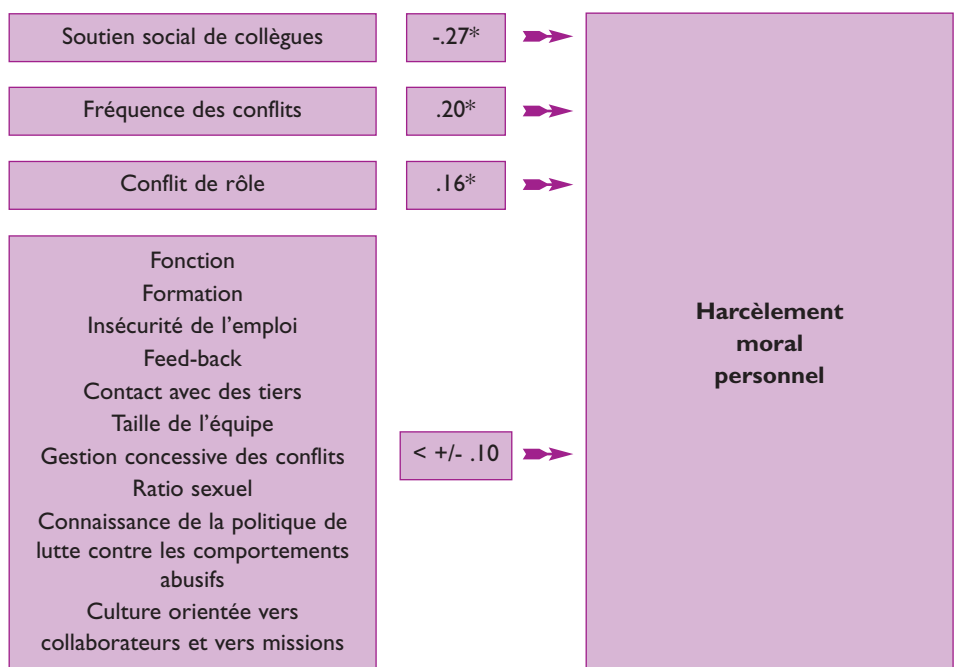 Soutien social de collègues
-.27*
Fréquence des conflits
.20*
Conflit de rôle
.16*
Fonction
Formation
Insécurité de l'emploi
Feed-back
Contact avec des tiers
Taille de l'équipe
Gestion concessive des conflits
Ratio sexuel
Connaissance de la politique de
lutte contre les comportements
abusifs
Culture orientée vers
collaborateurs et vers missions
< +/- .10
Harcèlement
moral
personnel